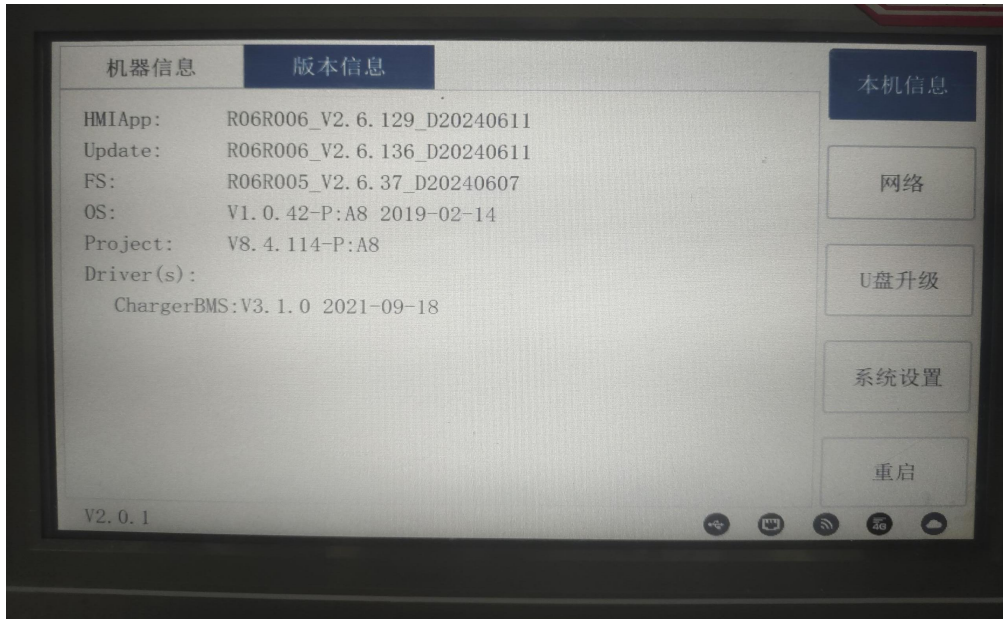 机器信息 版本信息
本机信息
HMIApp: R06R006_V2.6.129_D20240611
Update: R06R006_V2.6.136_D20240611
FS: R06R005_V2.6.37_D20240607
网络
OS: V1.0.42-P:A8 2019-02-14
Project: V8.4.114-P:A8
Driver(s):
U盘升级
ChargerBMS:V3.1.0 2021-09-18
系统设置
重启
V2.0.1
4G